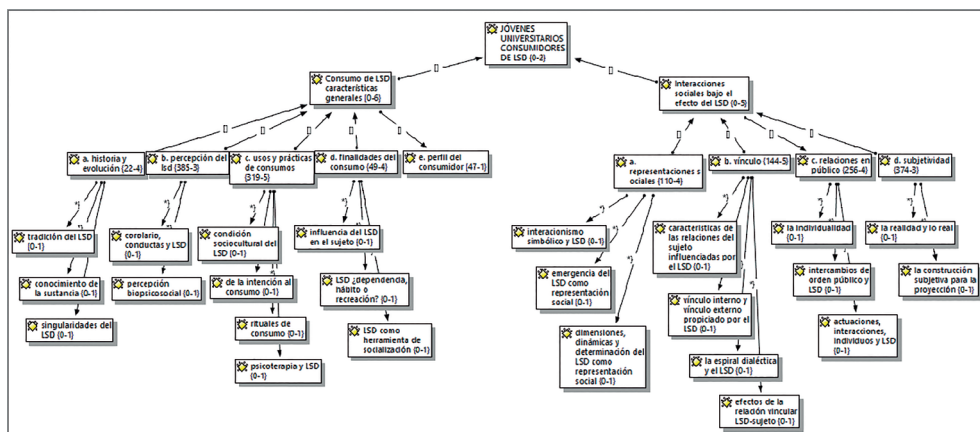 JÓVENES
UNIVERSITARIOS
CONSUMIDORES
DE LSD (0-2)
Consumo de LSD
características
generales (0-6)
Interacciones
sociales bajo el
efecto del LSD (0-5)
a. historia y
evolución (22-4)
b. percepción del
lsd (385-3)
c. usos y prácticas
de consumos (319-5)
d. finalidades del
consumo (49-4)
e. perfil del
consumidor (47-1)
a.
representaciones s
ociales (110-4)
b. vínculo (144-5)
c. relaciones en
público (256-4)
d. subjetividad
(374-3)
tradición del LSD
(0-1)
conocimiento de
la sustancia (0-1)
singularidades del
LSD (0-1)
corolario,
conductas y LSD
(0-1)
percepción
biopsicosocial (0-1)
condición
sociocultural del
LSD (0-1)
de la intención al
consumo (0-1)
rituales de
consumo (0-1)
psicoterapia y LSD
(0-1)
influencia del LSD
en el sujeto (0-1)
LSD ¿dependencia,
hábito o
recreación? (0-1)
LSD como
herramienta de
socialización (0-1)
interaccionismo
simbólico y LSD (0-1)
emergencia del
LSD como
representación
social (0-1)
dimensiones,
dinámicas y
determinación del
LSD como
representación
social (0-1)
características de
las relaciones del
sujeto
influenciadas por
el LSD (0-1)
vínculo interno y
vínculo externo
propiciado por el
LSD (0-1)
la espiral dialéctica
y el LSD (0-1)
efectos de la
relación vincular
LSD-sujeto (0-1)
la individualidad
(0-1)
intercambios de
orden público y
LSD (0-1)
actuaciones,
interacciones,
individuos y LSD
(0-1)
la realidad y lo real
(0-1)
la construcción
subjetiva para la
proyección (0-1)